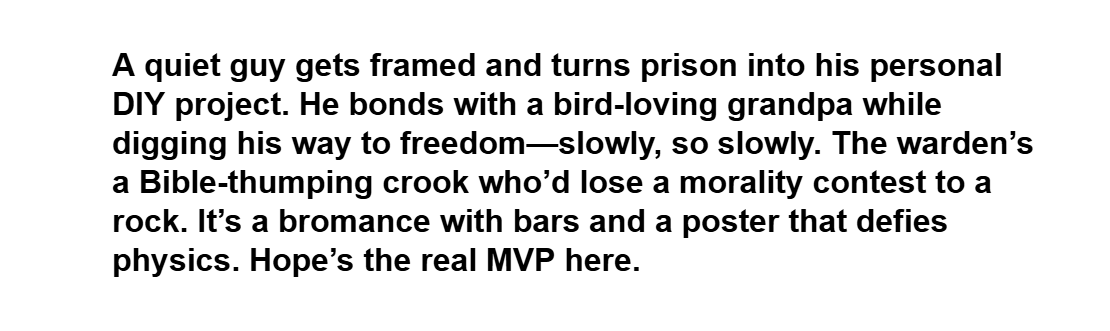 A quiet guy gets framed and turns prison into his personal
DIY project. He bonds with a bird-loving grandpa while
digging his way to freedom—slowly, so slowly. The warden’s
a Bible-thumping crook who’d lose a morality contest to a
rock. It’s a bromance with bars and a poster that defies
physics. Hope’s the real MVP here.